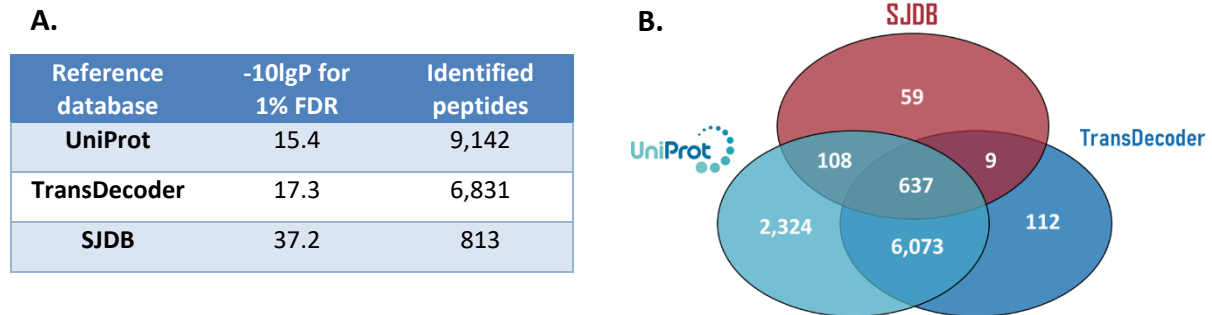 A.
Reference database -10lgP for 1% FDR Identified peptides
UniProt 15.4 9,142
TransDecoder 17.3 6,831
SJDB 37.2 813
B.
SJDB
59
UniProt
TransDecoder
108
9
637
2,324
112
6,073